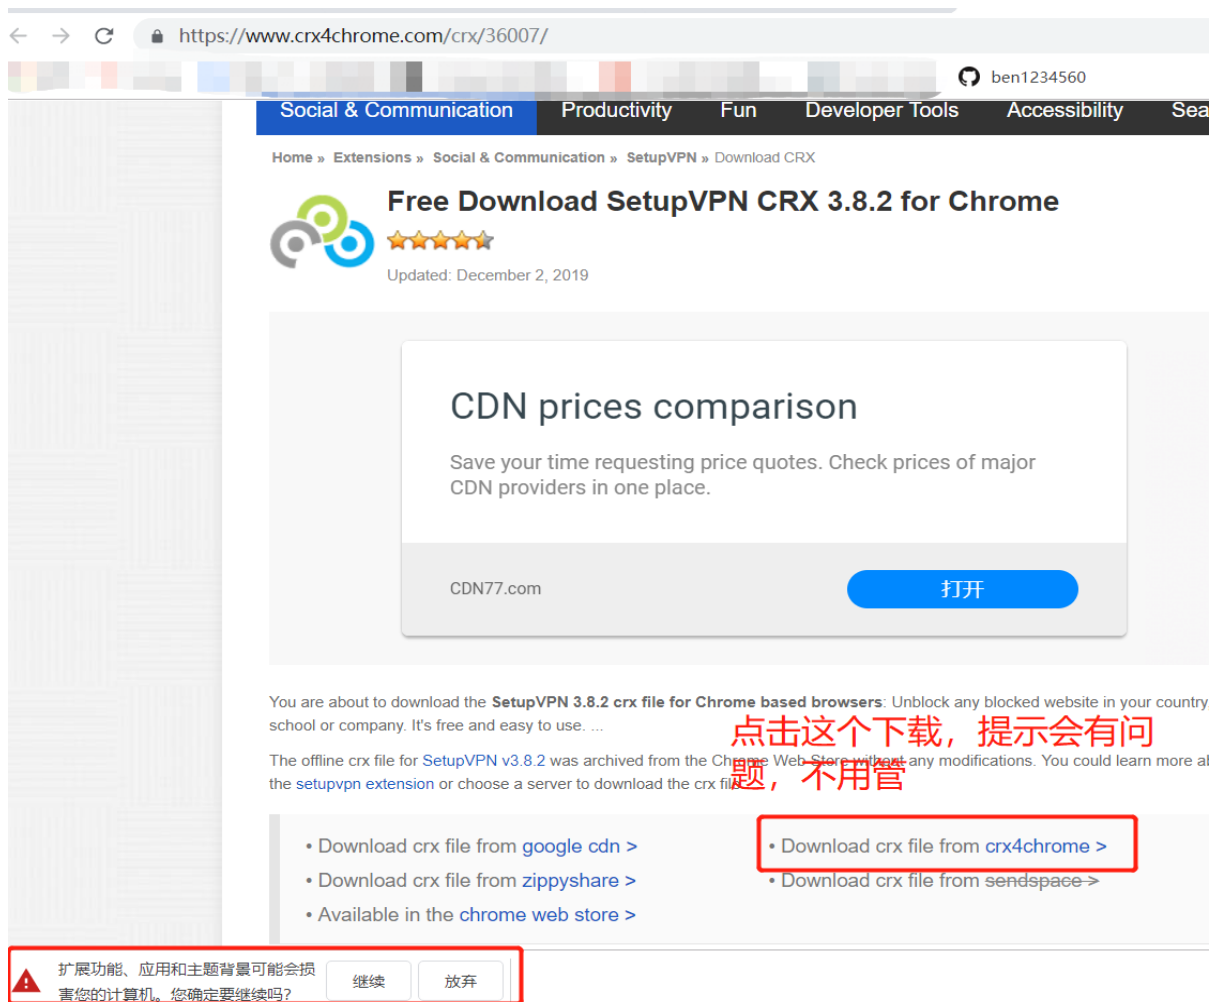 https://www.crx4chrome.com/crx/36007/
ben1234560
Social & Communication Productivity Fun Developer Tools Accessibility Sea
Home » Extensions » Social & Communication » SetupVPN » Download CRX
Free Download SetupVPN CRX 3.8.2 for Chrome
Updated: December 2, 2019
CDN prices comparison
Save your time requesting price quotes. Check prices of major
CDN providers in one place.
CDN77.com 打开
You are about to download the SetupVPN 3.8.2 crx file for Chrome based browsers: Unblock any blocked website in your country,
school or company. It's free and easy to use. ...
点击这个下载，提示会有问
题，不用管
The offline crx file for SetupVPN v3.8.2 was archived from the Chrome Web Store without any modifications. You could learn more ab
the setupvpn extension or choose a server to download the crx file
• Download crx file from google cdn > • Download crx file from crx4chrome >
• Download crx file from zippyshare > • Download crx file from sendspace >
• Available in the chrome web store >
扩展功能、应用和主题背景可能会损
害您的计算机。您确定要继续吗? 继续 放弃